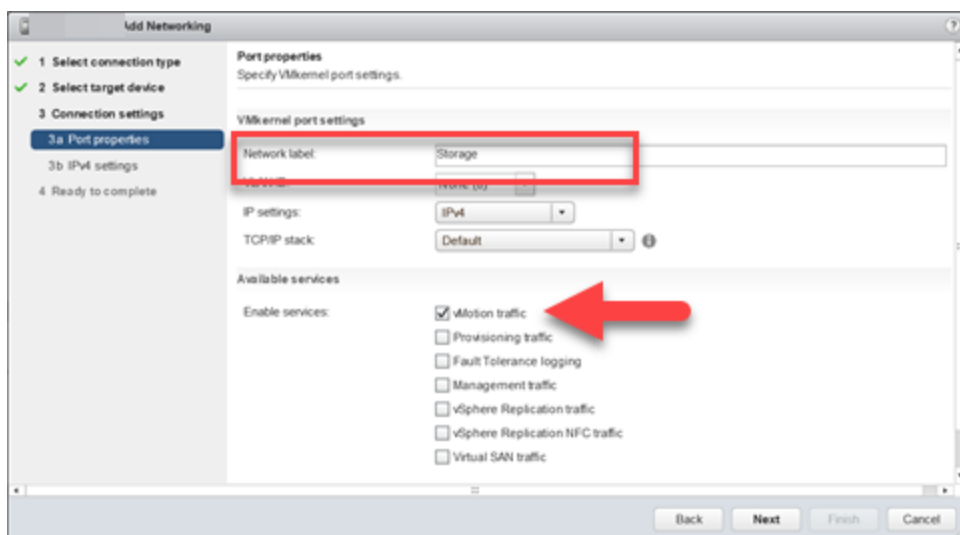 Add Networking
1 Select connection type
2 Select target device
3 Connection settings
3a Port properties
3b IPv4 settings
4 Ready to complete
Port properties
Specify VMkernel port settings.
VMkernel port settings
Network label: Storage
None (0)
IP settings: IPv4
TCP/IP stack: Default
Available services
Enable services: vMotion traffic
Provisioning traffic
Fault Tolerance logging
Management traffic
vSphere Replication traffic
vSphere Replication NFC traffic
Virtual SAN traffic
Back Next Finish Cancel